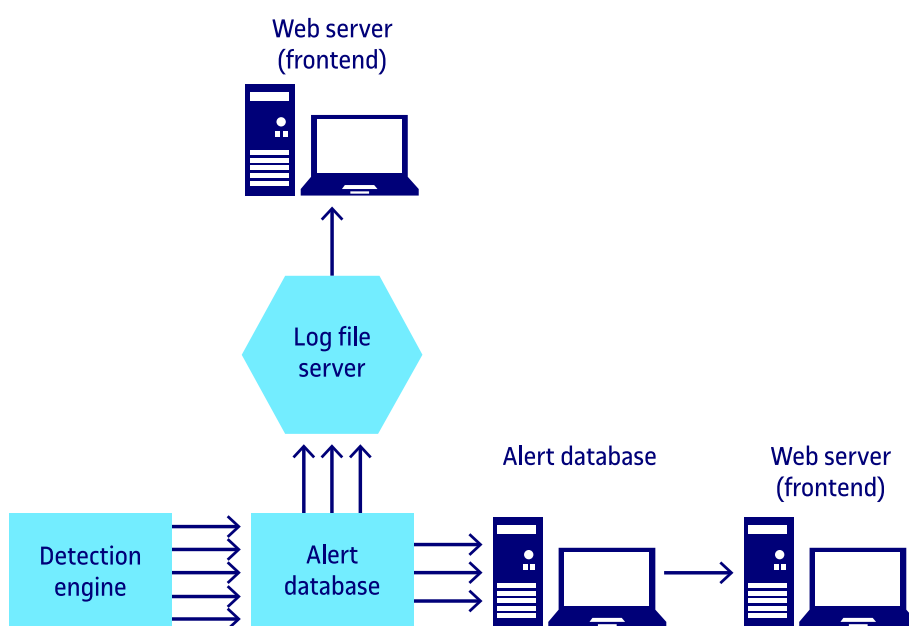 Web server
(frontend)
Log file
server
Alert database
Web server
(frontend)
Detection
engine
Alert
database